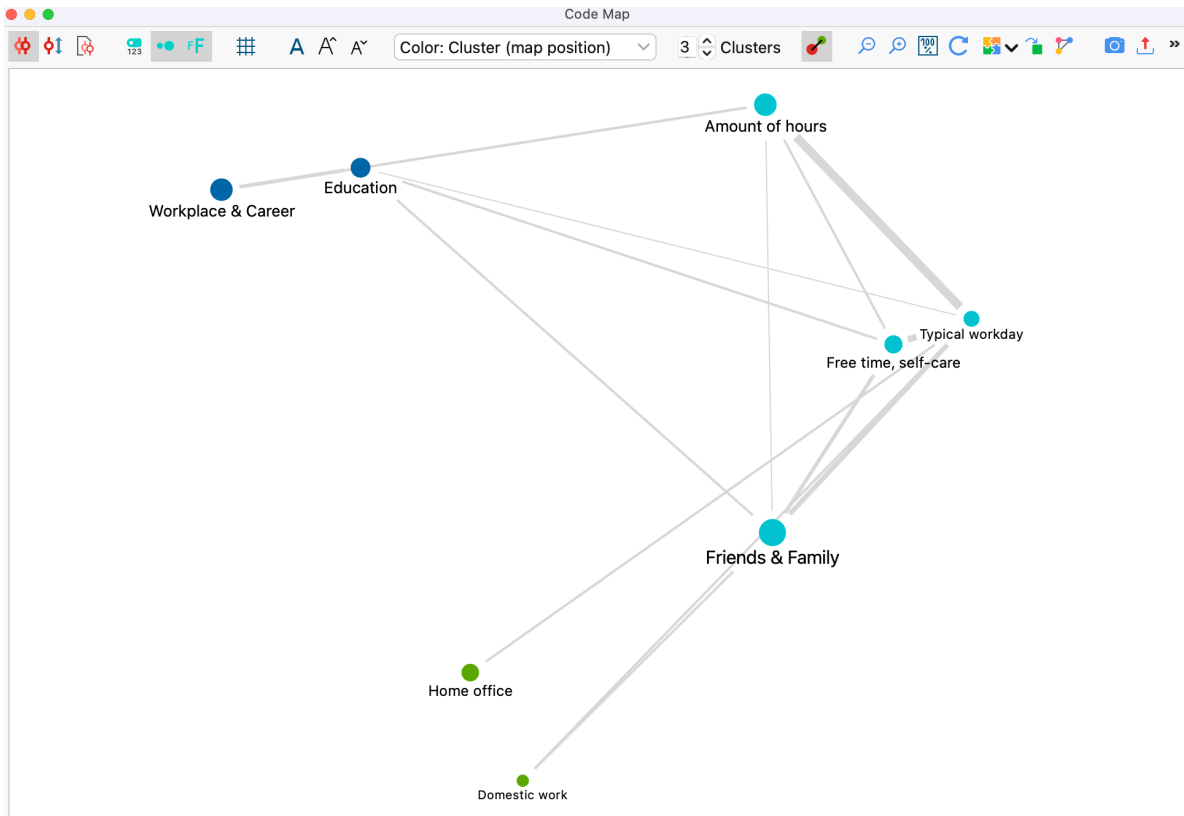 Code Map
123
FF
A
A^
Aˇ
Color: Cluster (map position)
3
Clusters
100
%
»
Amount of hours
Education
Workplace & Career
Typical workday
Free time, self-care
Friends & Family
Home office
Domestic work